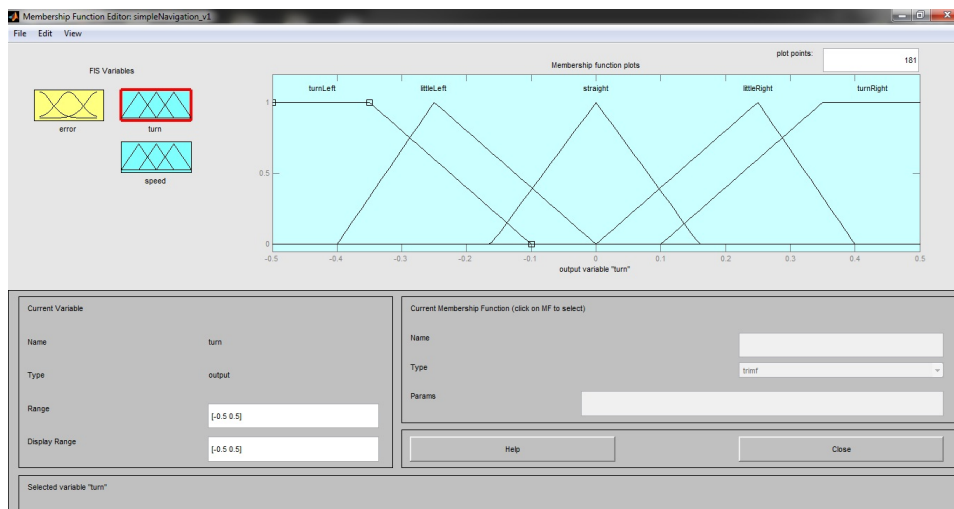 Membership Function Editor: simpleNavigation_v1
File Edit View
FIS Variables
error
turn
speed
plot points:
181
Membership function plots
turnLeft littleLeft straight littleRight turnRight
1
0.5
0
-0.5 -0.4 -0.3 -0.2 -0.1 0 0.1 0.2 0.3 0.4 0.5
output variable "turn"
Current Variable
Name turn
Type output
Range [-0.5 0.5]
Display Range [-0.5 0.5]
Current Membership Function (click on MF to select)
Name
Type trimf
Params
Help Close
Selected variable "turn"